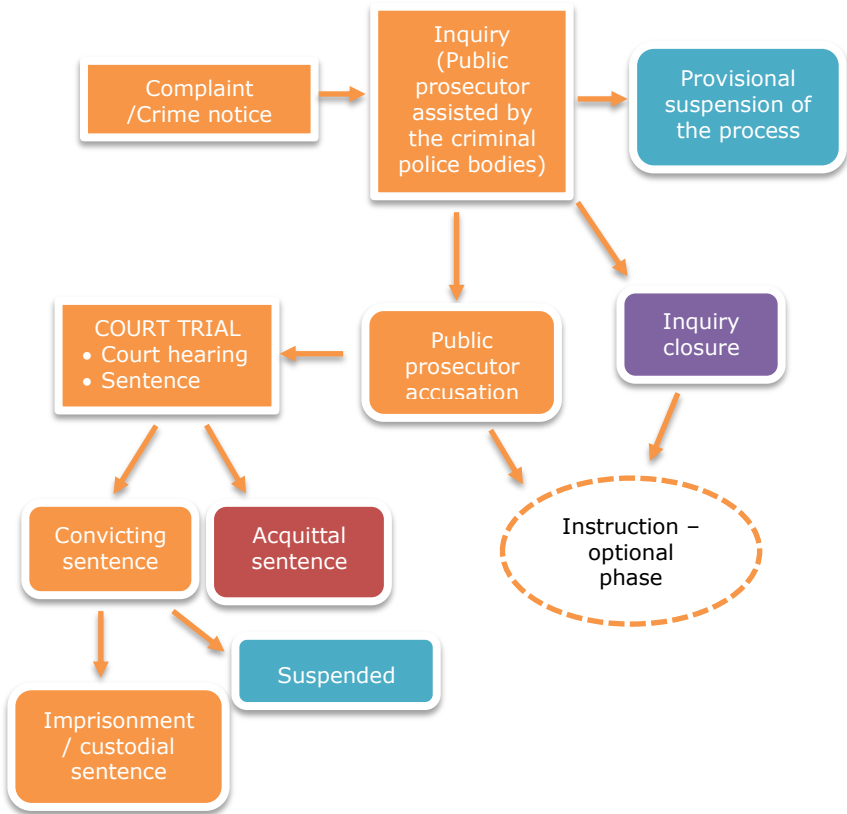 Complaint
/Crime notice
Inquiry
(Public
prosecutor
assisted by
the criminal
police bodies)
Provisional
suspension of
the process
COURT TRIAL
• Court hearing
• Sentence
Public
prosecutor
accusation
Inquiry
closure
Convicting
sentence
Acquittal
sentence
Instruction –
optional
phase
Suspended
Imprisonment
/ custodial
sentence